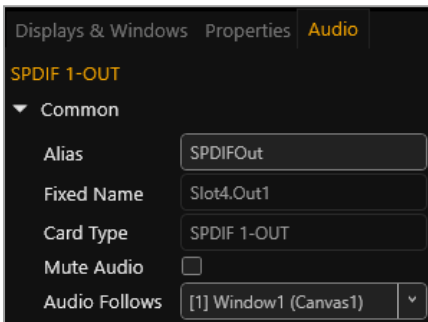 Displays & Windows Properties Audio
SPDIF 1-OUT
Common
Alias SPDIFOut
Fixed Name Slot4.Out1
Card Type SPDIF 1-OUT
Mute Audio
Audio Follows [1] Window1 (Canvas1)